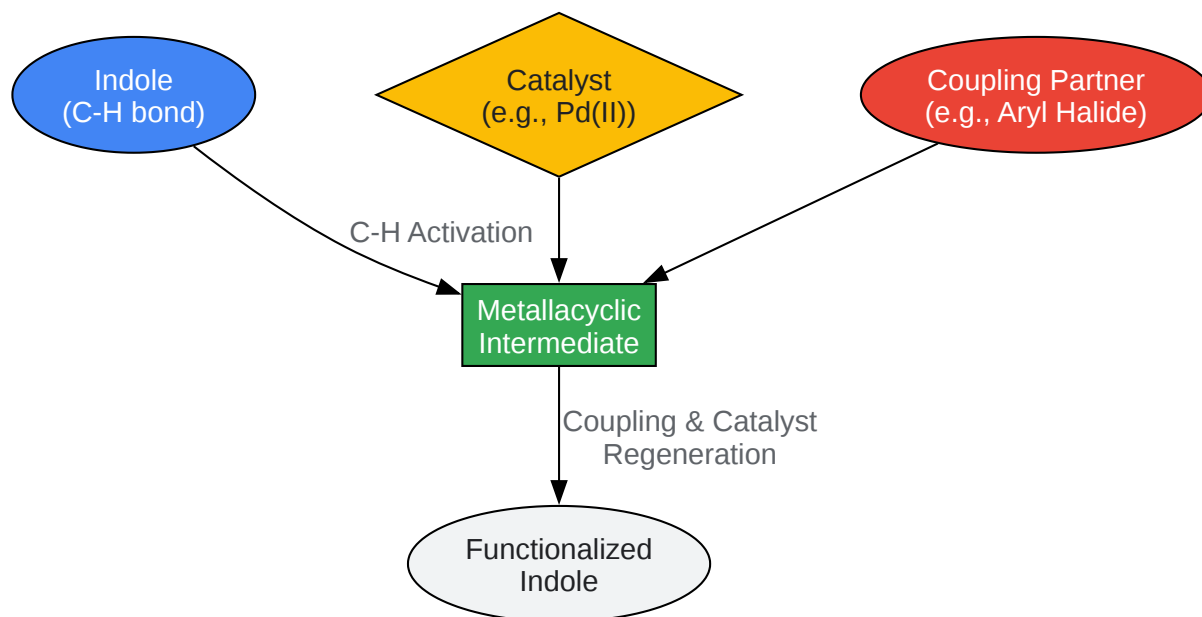 Indole
(C-H bond)
Catalyst
(e.g., Pd(II))
Coupling Partner
(e.g., Aryl Halide)
C-H Activation
Metallacyclic
Intermediate
Coupling & Catalyst
Regeneration
Functionalized
Indole